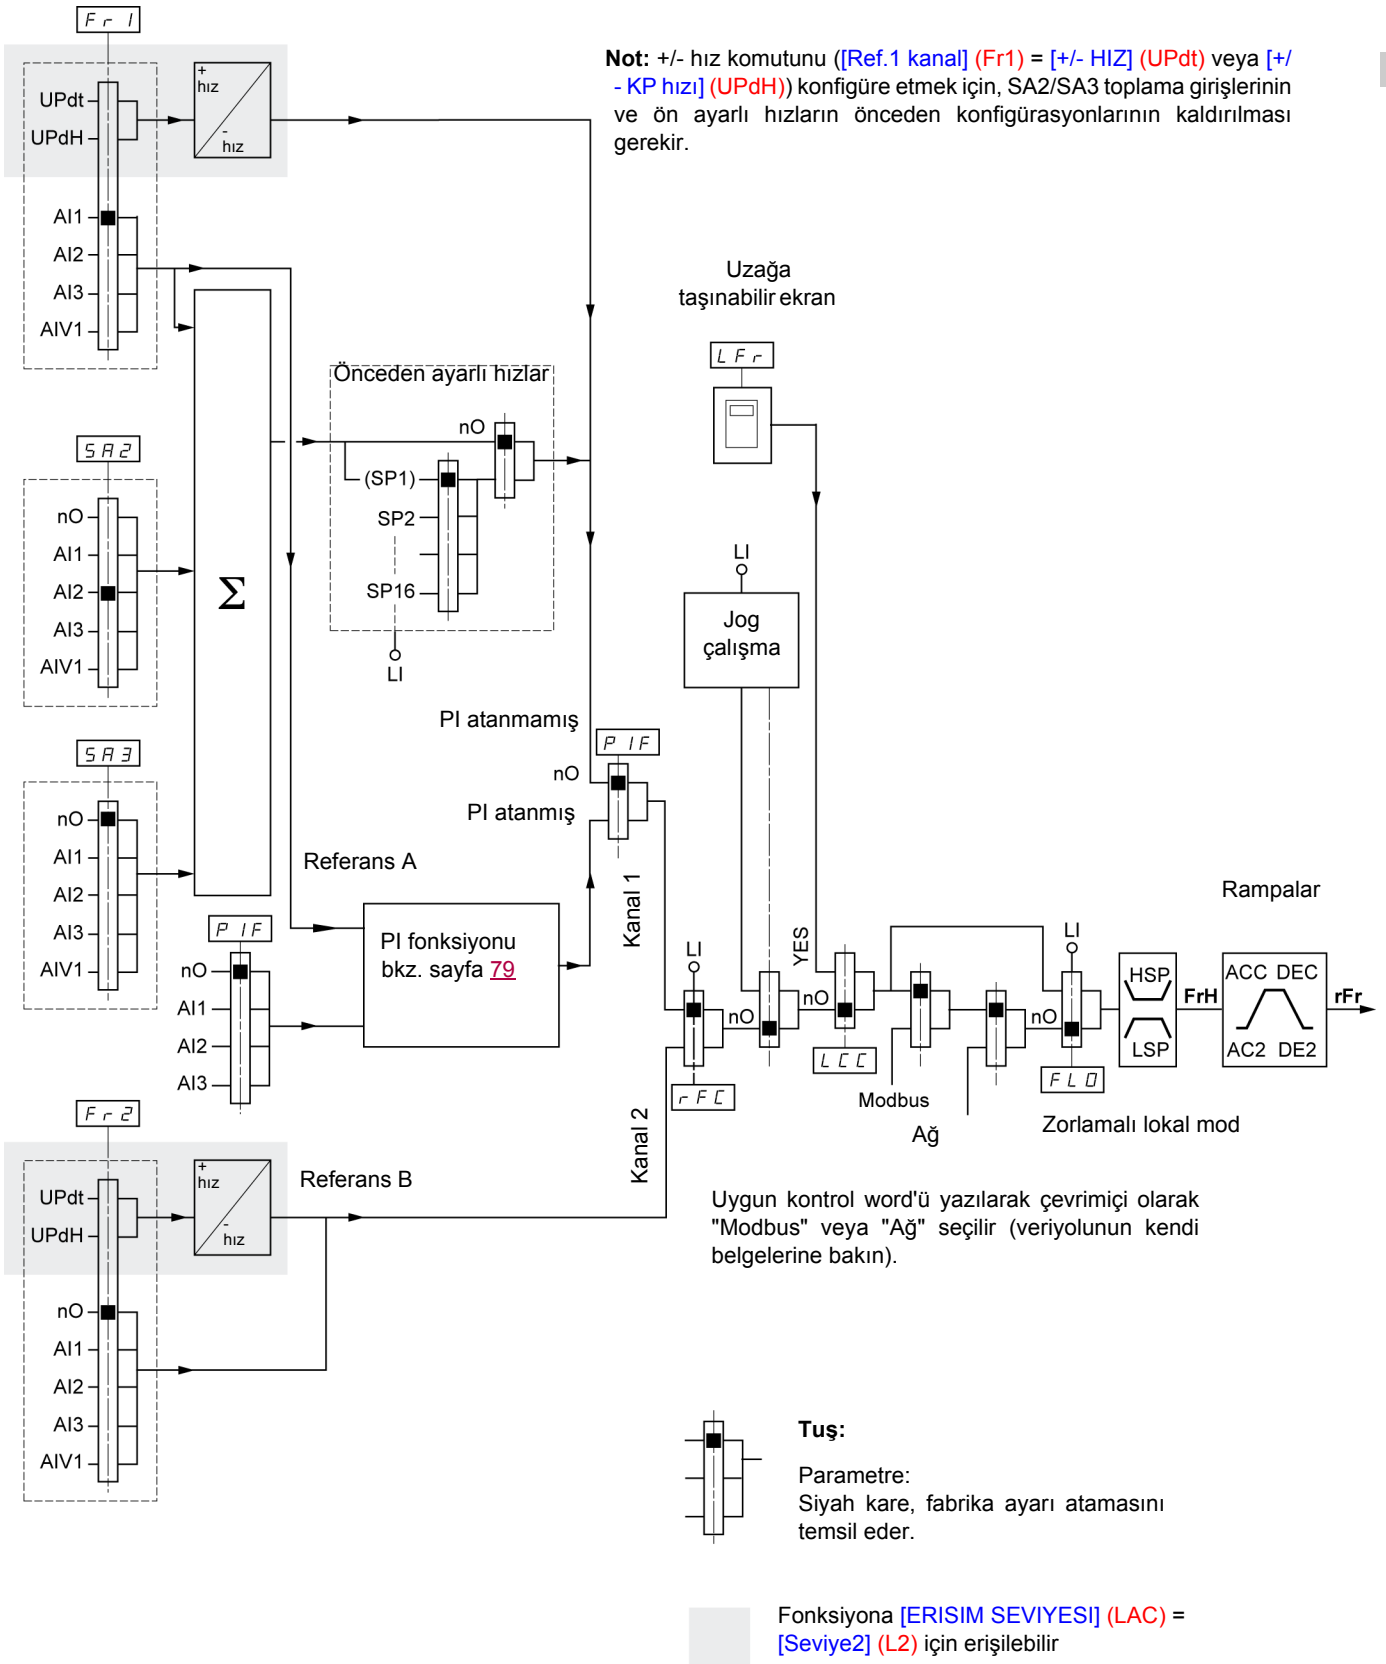 Fr1
Not: +/- hız komutunu ([Ref.1 kanal] (Fr1) = [+/- HIZ] (UPdt) veya [+/
- KP hızı] (UPdH)) konfigüre etmek için, SA2/SA3 toplama girişlerinin
ve ön ayarlı hızların önceden konfigürasyonlarının kaldırılması
gerekir.
+
hız
-
hız
UPdt
UPdH
AI1
AI2
AI3
AIV1
Uzağa
taşınabilir ekran
LFr
Önceden ayarlı hızlar
nO
(SP1)
SP2
SP16
LI
SA2
nO
AI1
AI2
AI3
AIV1
Σ
LI
Jog
çalışma
PI atanmamış
PIF
nO
PI atanmış
SA3
nO
AI1
AI2
AI3
AIV1
Referans A
PI fonksiyonu
bkz. sayfa 79
PIF
nO
AI1
AI2
AI3
Kanal 1
LI
nO
rFC
Kanal 2
YES
nO
LCC
Modbus
Ağ
nO
LI
FLO
Zorlamalı lokal mod
HSP
LSP
FrH
Rampalar
ACC DEC
AC2 DE2
rFr
Fr2
+
hız
-
hız
Referans B
UPdt
UPdH
nO
AI1
AI2
AI3
AIV1
Uygun kontrol word'ü yazılarak çevrimiçi olarak
"Modbus" veya "Ağ" seçilir (veriyolunun kendi
belgelerine bakın).
Tuş:
Parametre:
Siyah kare, fabrika ayarı atamasını
temsil eder.
Fonksiyona [ERISIM SEVIYESI] (LAC) =
[Seviye2] (L2) için erişilebilir